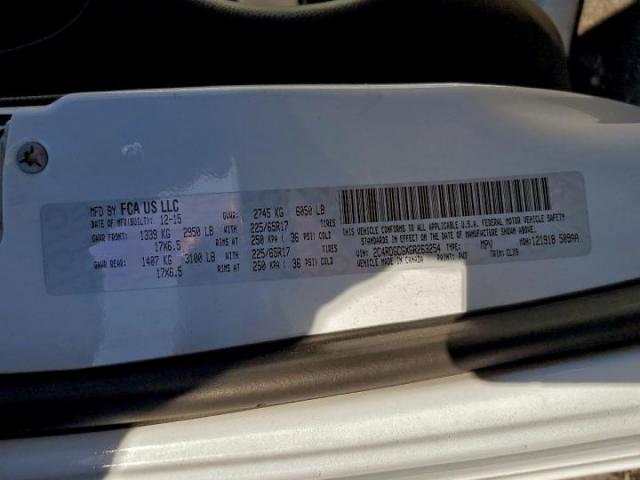 MFD BY FCA US LLC
DATE OF MFR(BUILT): 12-15 GVWR: 2745 KG 6050 LB
GAWR FRONT: 1339 KG 2950 LB WITH 225/65R17 TIRES
17X6.5 RIMS AT 250 KPA ( 36 PSI) COLD
GAWR REAR: 1407 KG 3100 LB WITH 225/65R17 TIRES
17X6.5 RIMS AT 250 KPA ( 36 PSI) COLD
THIS VEHICLE CONFORMS TO ALL APPLICABLE U.S.A. FEDERAL MOTOR VEHICLE SAFETY
STANDARDS IN EFFECT ON THE DATE OF MANUFACTURE SHOWN ABOVE.
VIN: TYPE: MPV
VEHICLE MADE IN CANADA PAINT: PW7 TRIM: